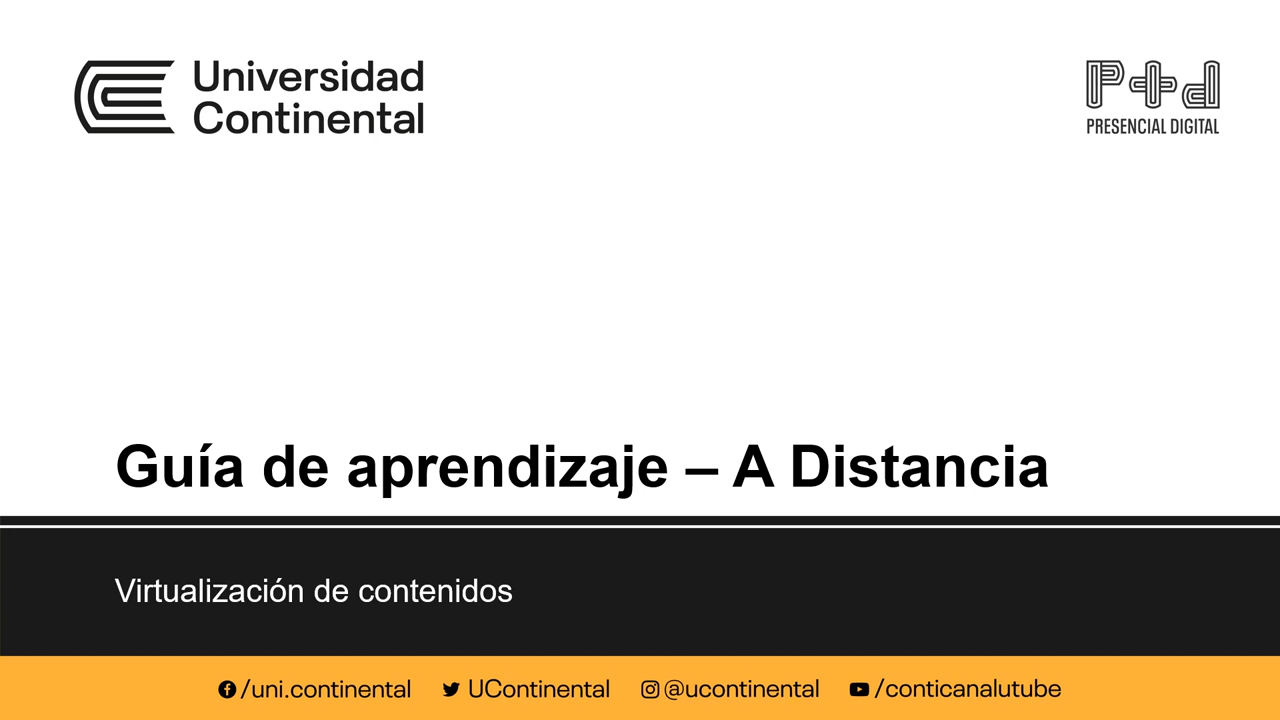 Universidad
Continental
P+d
PRESENCIAL DIGITAL
Guía de aprendizaje – A Distancia
Virtualización de contenidos
/uni.continental UContinental @ucontinental /conticanalutube